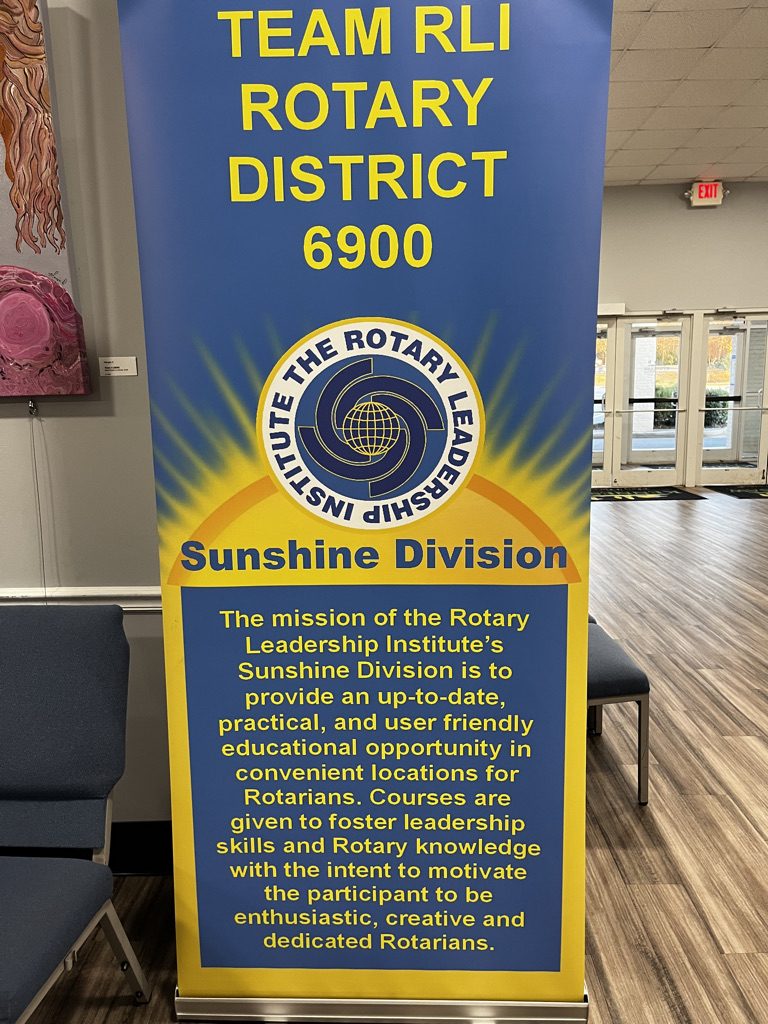 TEAM RLI
ROTARY
DISTRICT
6900
EXIT
THE ROTARY LEADERSHIP INSTITUTE
Sunshine Division
The mission of the Rotary
Leadership Institute’s
Sunshine Division is to
provide an up-to-date,
practical, and user friendly
educational opportunity in
convenient locations for
Rotarians. Courses are
given to foster leadership
skills and Rotary knowledge
with the intent to motivate
the participant to be
enthusiastic, creative and
dedicated Rotarians.